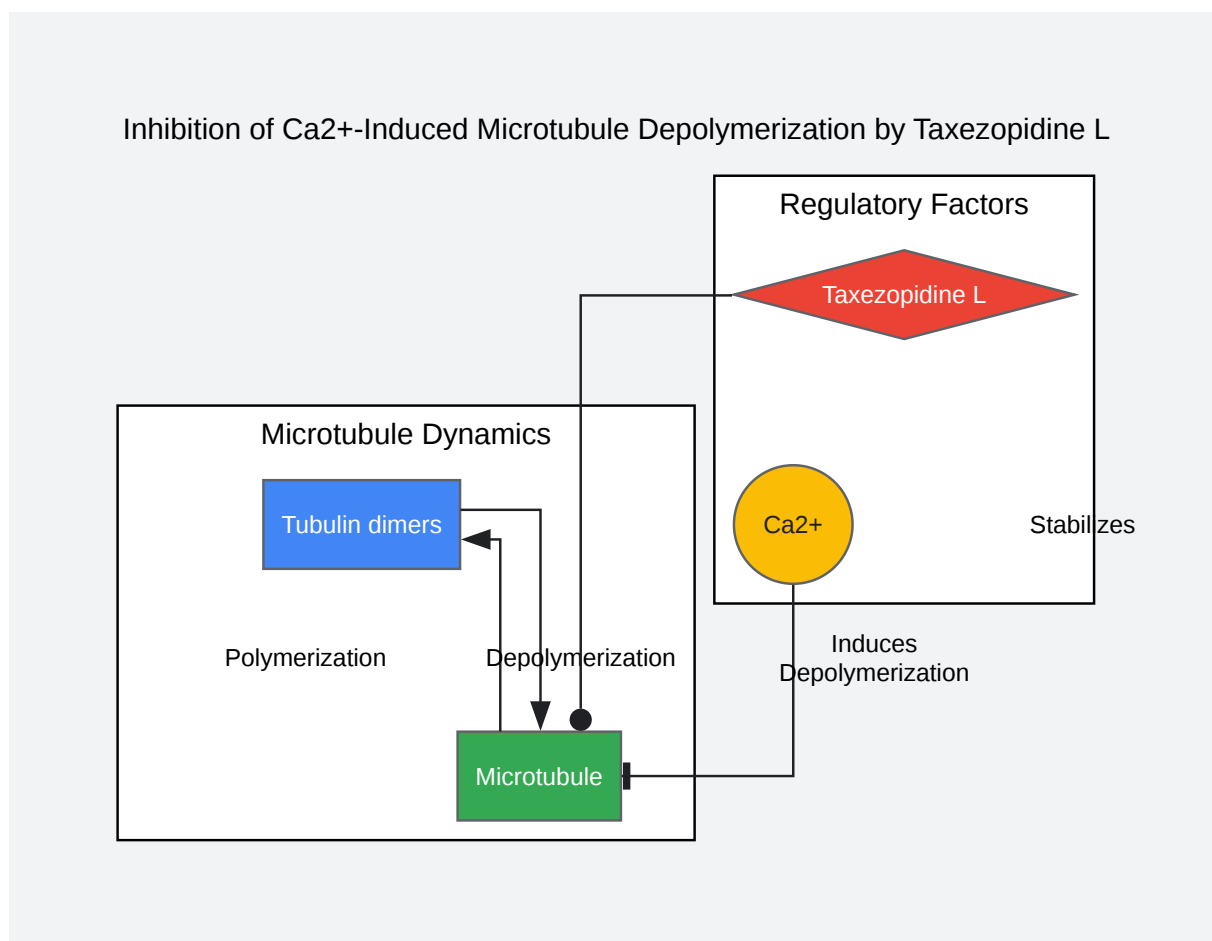 Inhibition of Ca2+-Induced Microtubule Depolymerization by Taxezopidine L
Regulatory Factors
Taxezopidine L
Microtubule Dynamics
Tubulin dimers
Ca2+
Stabilizes
Polymerization
Depolymerization
Induces
Depolymerization
Microtubule